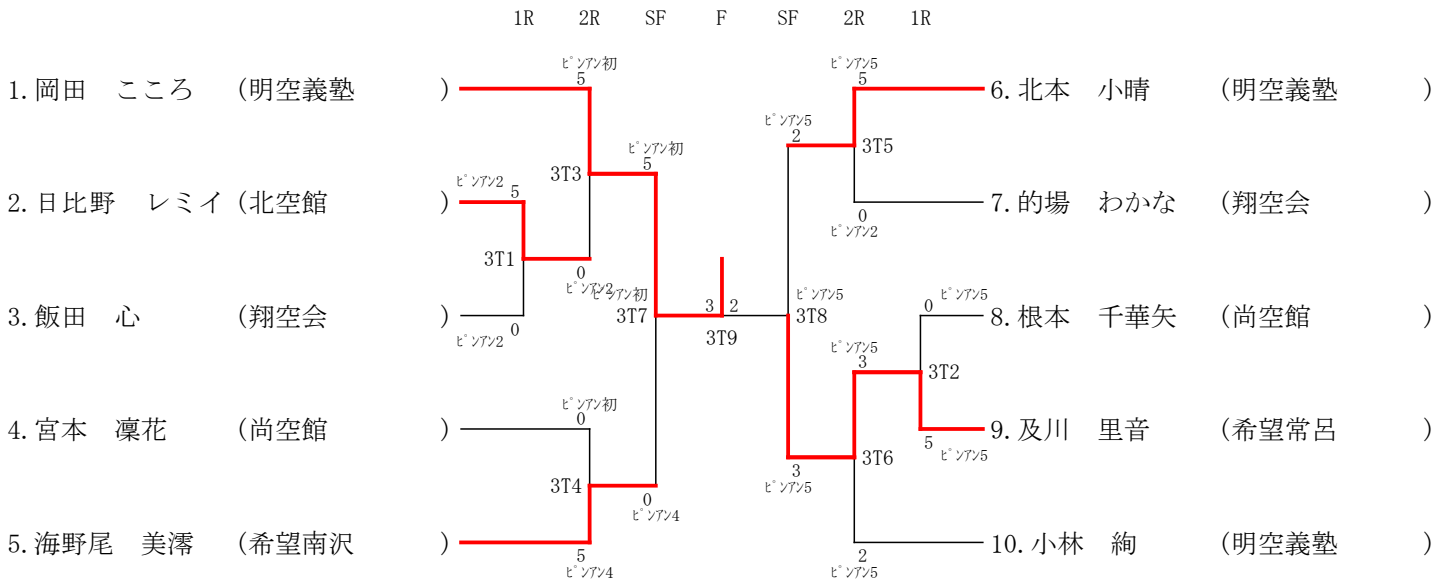 1R 2R SF F SF 2R 1R
ピンアン初 ピンアン5
5 5
1. 岡田 こころ (明空義塾 ) 6. 北本 小晴 (明空義塾 )
ピンアン5
2
ピンアン初 3T5
5
3T3
ピンアン2
5
2. 日比野 レミイ (北空館 ) 7. 的場 わかな (翔空会 )
0
ピンアン2
3T1
0
ピンアン2
ピンアン初 ピンアン5 0 ピンアン5
3 2
3. 飯田 心 (翔空会 ) 3T7 3T8 8. 根本 千華矢 (尚空館 )
0
ピンアン2
3T9
ピンアン5
3
3T2
ピンアン初
0
4. 宮本 凜花 (尚空館 ) 9. 及川 里音 (希望常呂 )
5 ピンアン5
3T6
3
ピンアン5
3T4
0
ピンアン4
5. 海野尾 美澪 (希望南沢 ) 10. 小林 絢 (明空義塾 )
5 2
ピンアン4 ピンアン5